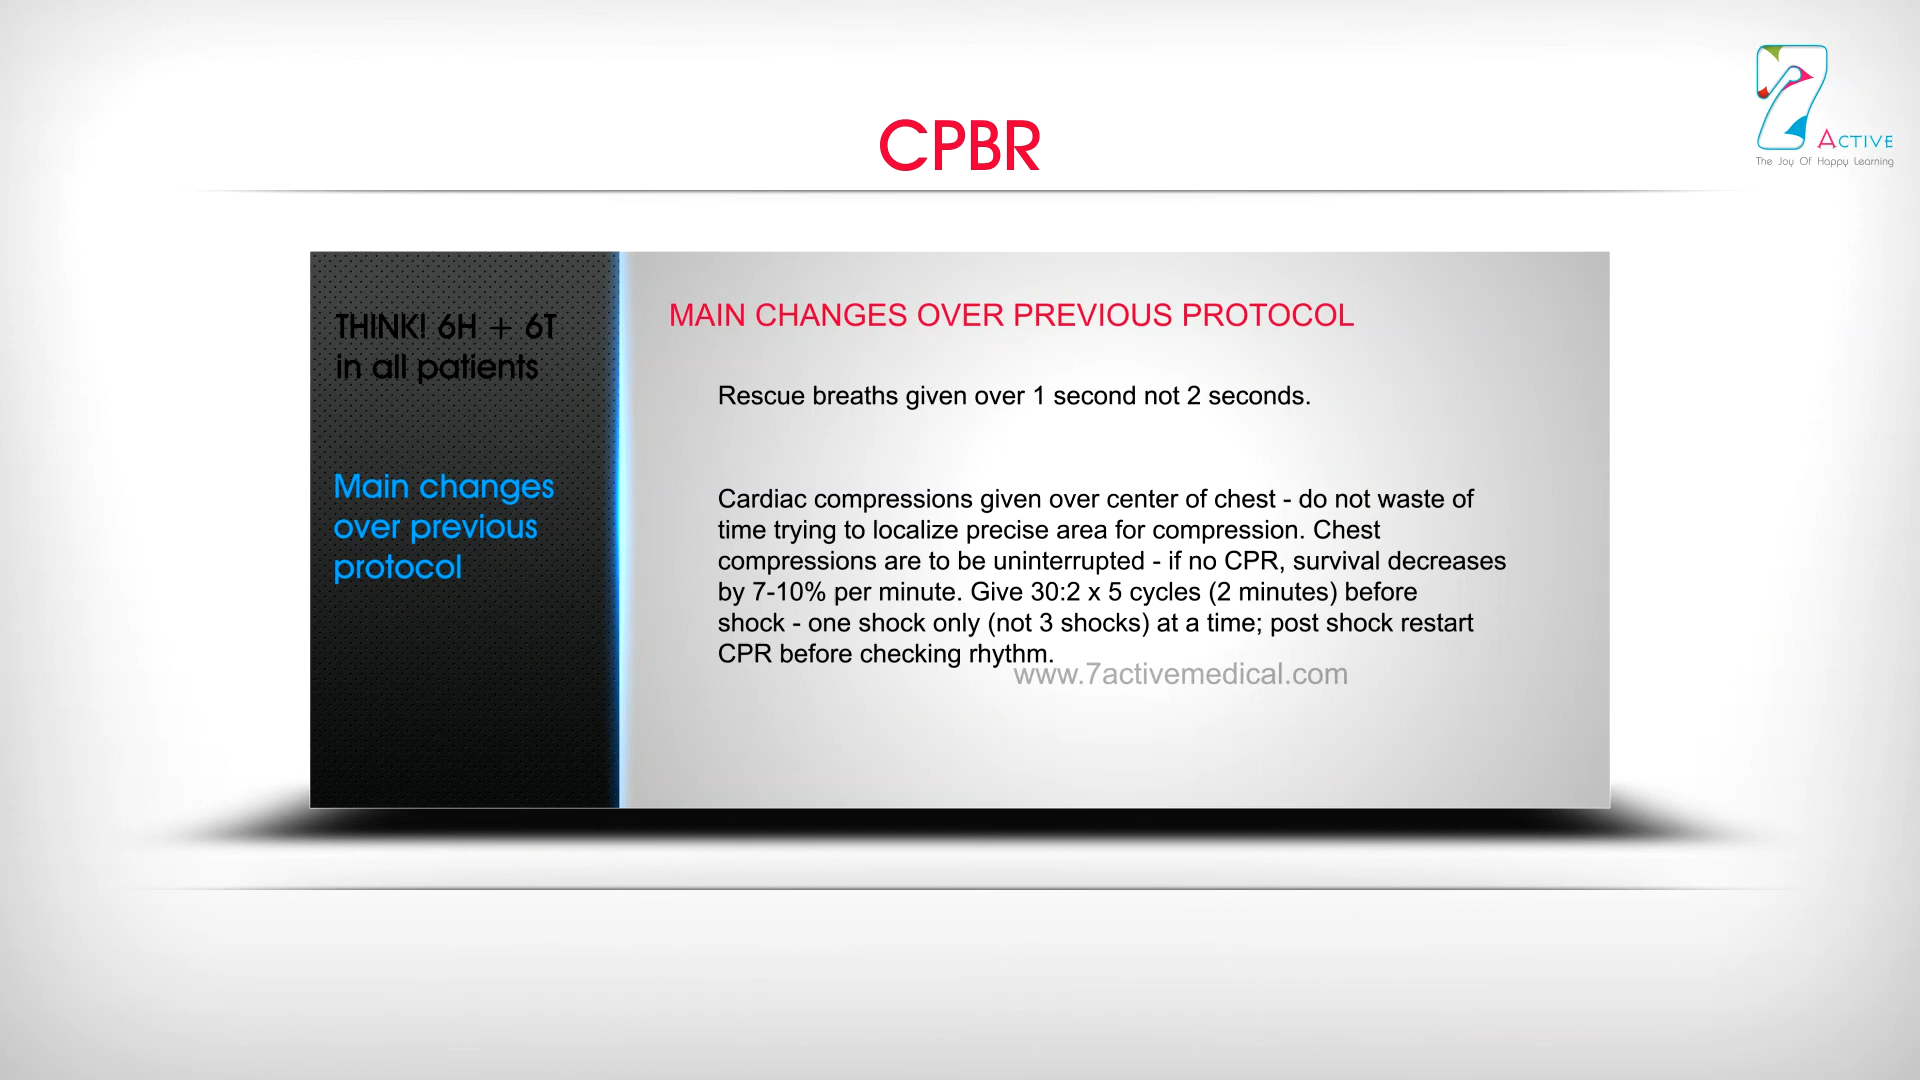 CPBR
7
ACTIVE
The Joy Of Happy Learning
THINK! 6H + 6T
in all patients
Main changes
over previous
protocol
MAIN CHANGES OVER PREVIOUS PROTOCOL
Rescue breaths given over 1 second not 2 seconds.
Cardiac compressions given over center of chest - do not waste of
time trying to localize precise area for compression. Chest
compressions are to be uninterrupted - if no CPR, survival decreases
by 7-10% per minute. Give 30:2 x 5 cycles (2 minutes) before
shock - one shock only (not 3 shocks) at a time; post shock restart
CPR before checking rhythm.
www.7activemedical.com